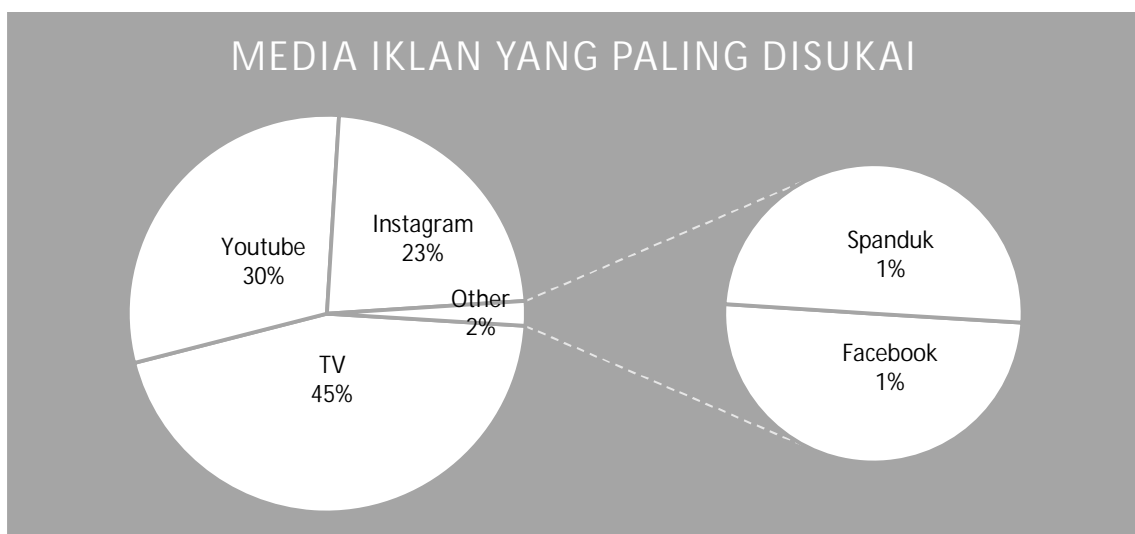 MEDIA IKLAN YANG PALING DISUKAI
Youtube
30%
Instagram
23%
Other
2%
TV
45%
Spanduk
1%
Facebook
1%